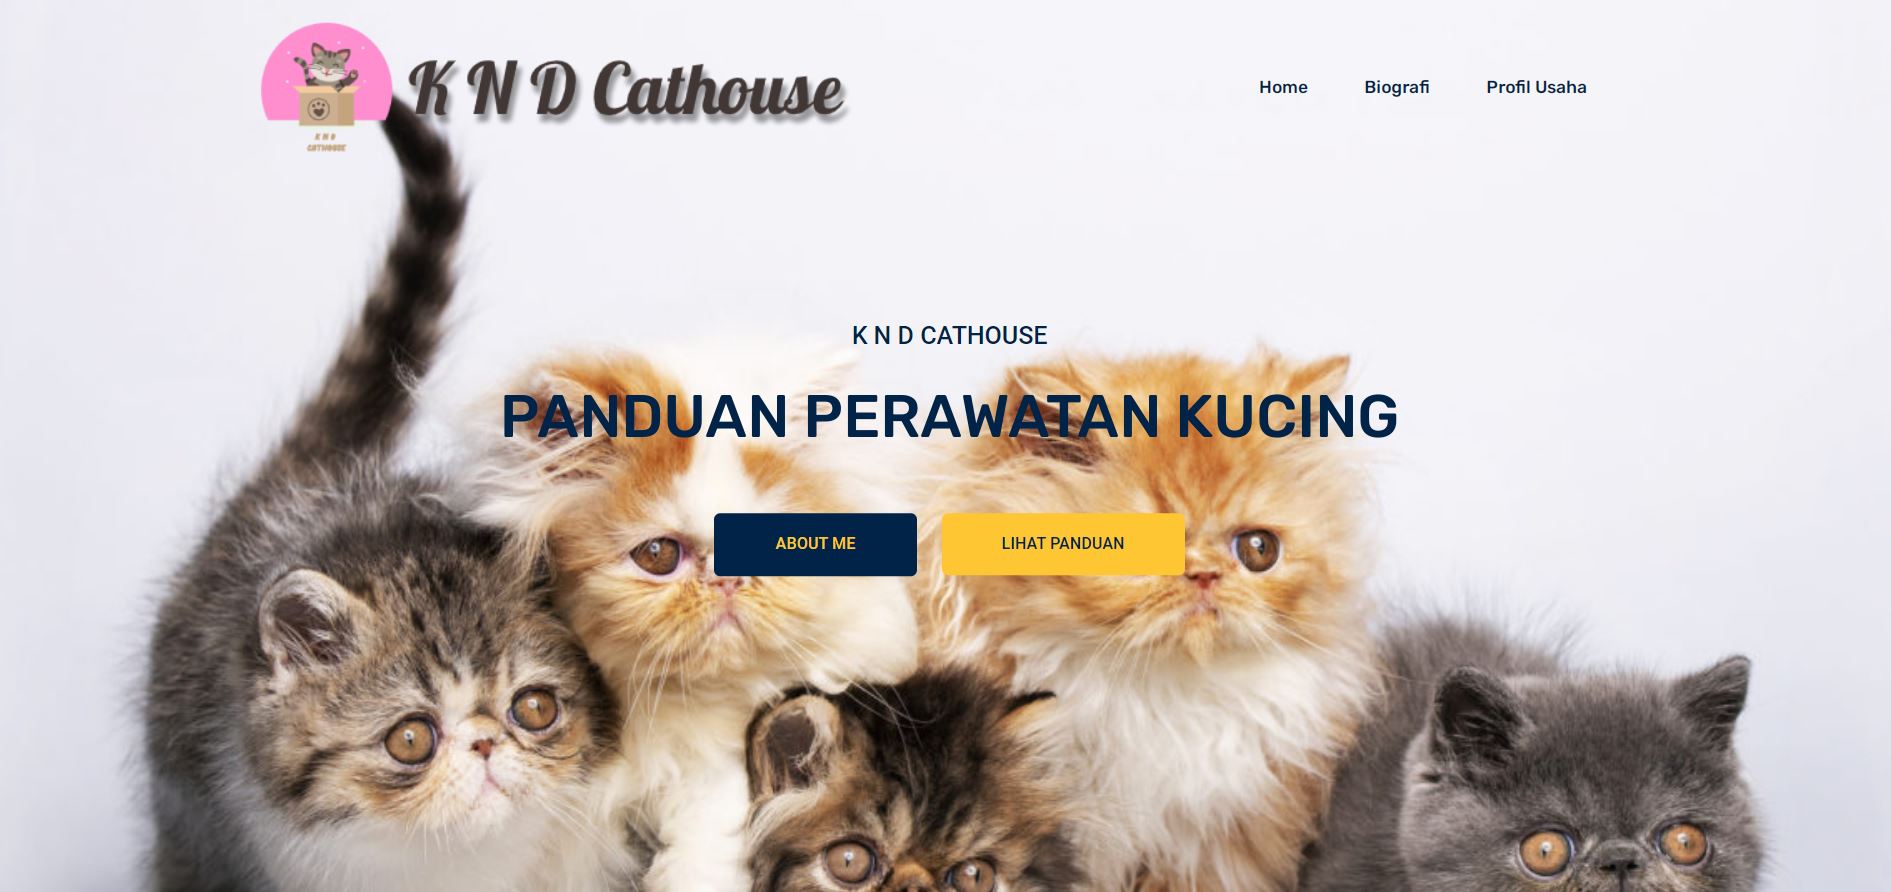 K N D Cathouse
K N D
CATHOUSE
Home
Biografi
Profil Usaha
K N D CATHOUSE
PANDUAN PERAWATAN KUCING
ABOUT ME
LIHAT PANDUAN